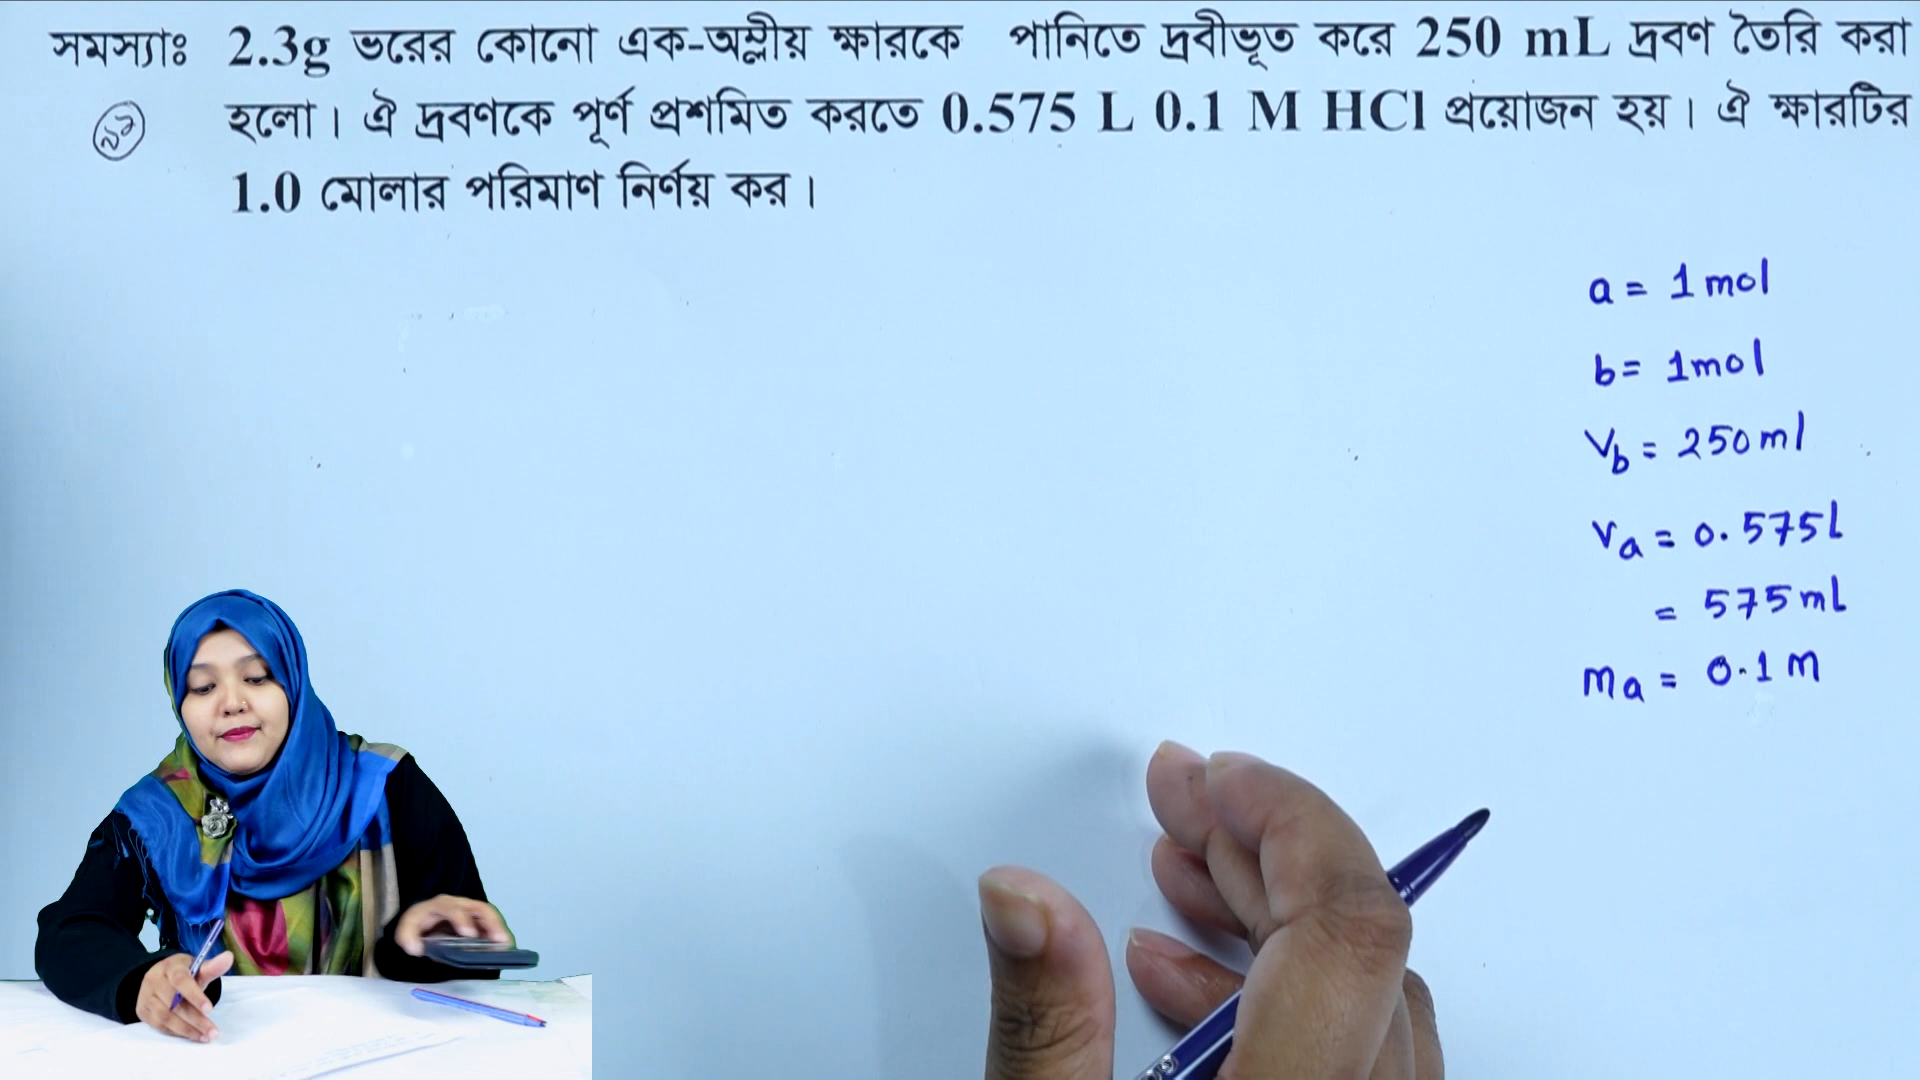 সমস্যাঃ 2.3g ভরের কোনো এক-অম্লীয় ক্ষারকে পানিতে দ্রবীভূত করে 250 mL দ্রবণ তৈরি করা
হলো। ঐ দ্রবণকে পূর্ণ প্রশমিত করতে 0.575 L 0.1 M HCl প্রয়োজন হয়। ঐ ক্ষারটির
1.0 মোলার পরিমাণ নির্ণয় কর।
a = 1 mol
b = 1 mol
Vb = 250 ml
Va = 0.575 L
= 575 mL
ma = 0.1 m